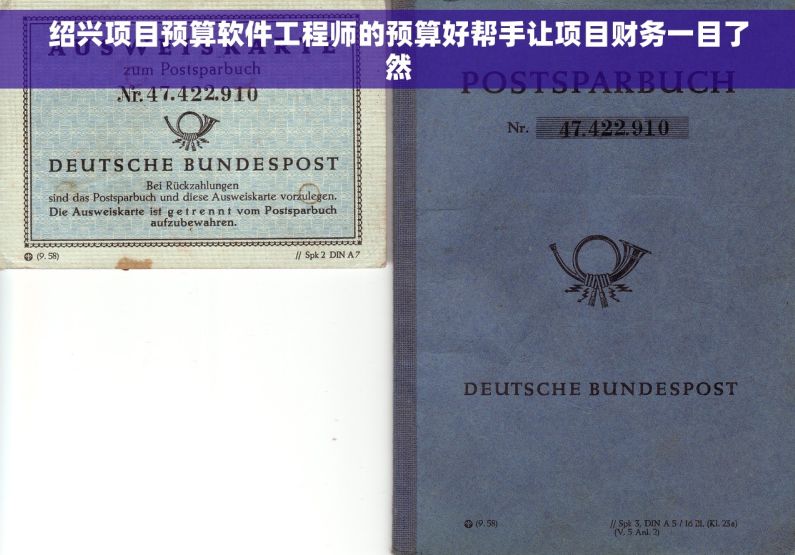 绍兴项目预算软件工程师的预算好帮手让项目财务一目了
然
AUSWEISKARTE
zum Postsparbuch
Nr. 47.422.910
DEUTSCHE BUNDESPOST
Bei Rückzahlungen
sind das Postsparbuch und diese Ausweiskarte vorzulegen.
Die Ausweiskarte ist getrennt vom Postsparbuch
aufzubewahren.
(9. 58)
// Spk 2 DIN A 7
POSTSPARBUCH
Nr. 47.422.910
DEUTSCHE BUNDESPOST
(9. 58)
// Spk 3, DIN A 5 / 16 Bl. (Kl. 23a)
(V. 5 Anl. 2)